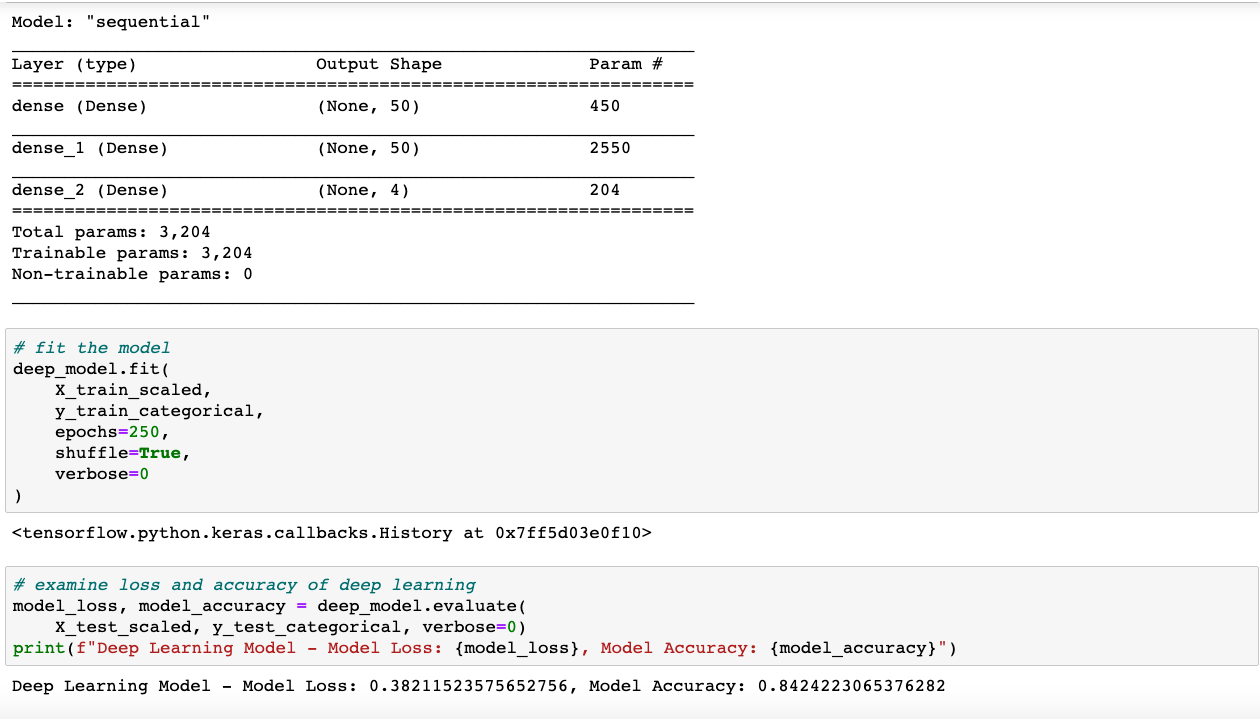 Model: "sequential"
Layer (type) Output Shape Param #
=================================================================
dense (Dense) (None, 50) 450
dense_1 (Dense) (None, 50) 2550
dense_2 (Dense) (None, 4) 204
=================================================================
Total params: 3,204
Trainable params: 3,204
Non-trainable params: 0
# fit the model
deep_model.fit(
    X_train_scaled,
    y_train_categorical,
    epochs=250,
    shuffle=True,
    verbose=0
)
<tensorflow.python.keras.callbacks.History at 0x7ff5d03e0f10>
# examine loss and accuracy of deep learning
model_loss, model_accuracy = deep_model.evaluate(
    X_test_scaled, y_test_categorical, verbose=0)
print(f"Deep Learning Model - Model Loss: {model_loss}, Model Accuracy: {model_accuracy}")
Deep Learning Model - Model Loss: 0.38211523575652756, Model Accuracy: 0.8424223065376282